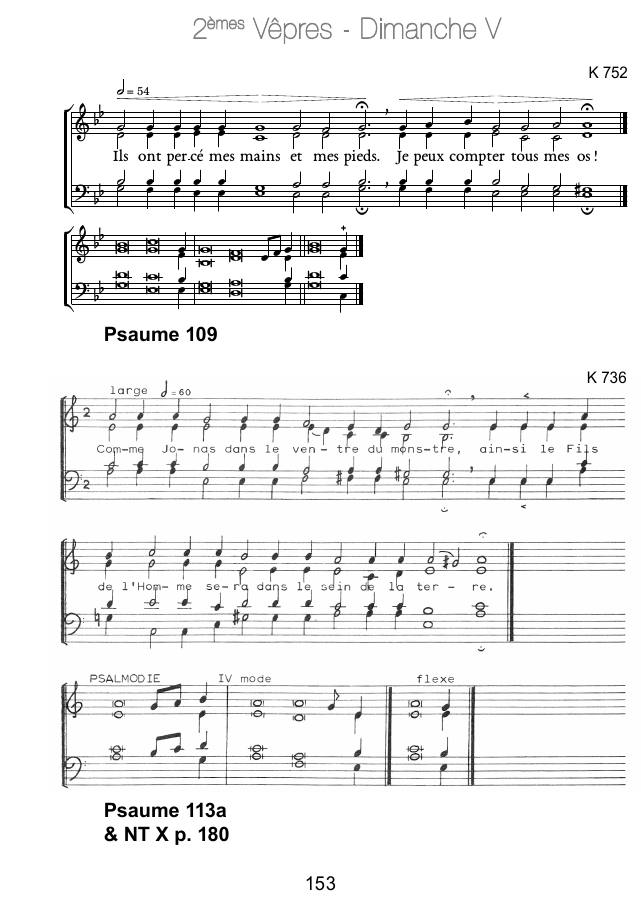 2èmes Vêpres - Dimanche V
K 752
= 54
Ils ont per-cé mes mains et mes pieds. Je peux compter tous mes os !
Psaume 109
K 736
large = 60
Com-me Jo-nas dans le ven-tre du mons-tre, ain-si le Fils
2
2
de l'Hom-me se-ra dans le sein de la ter-re.
PSALMODIE IV mode flexe
Psaume 113a
& NT X p. 180
153